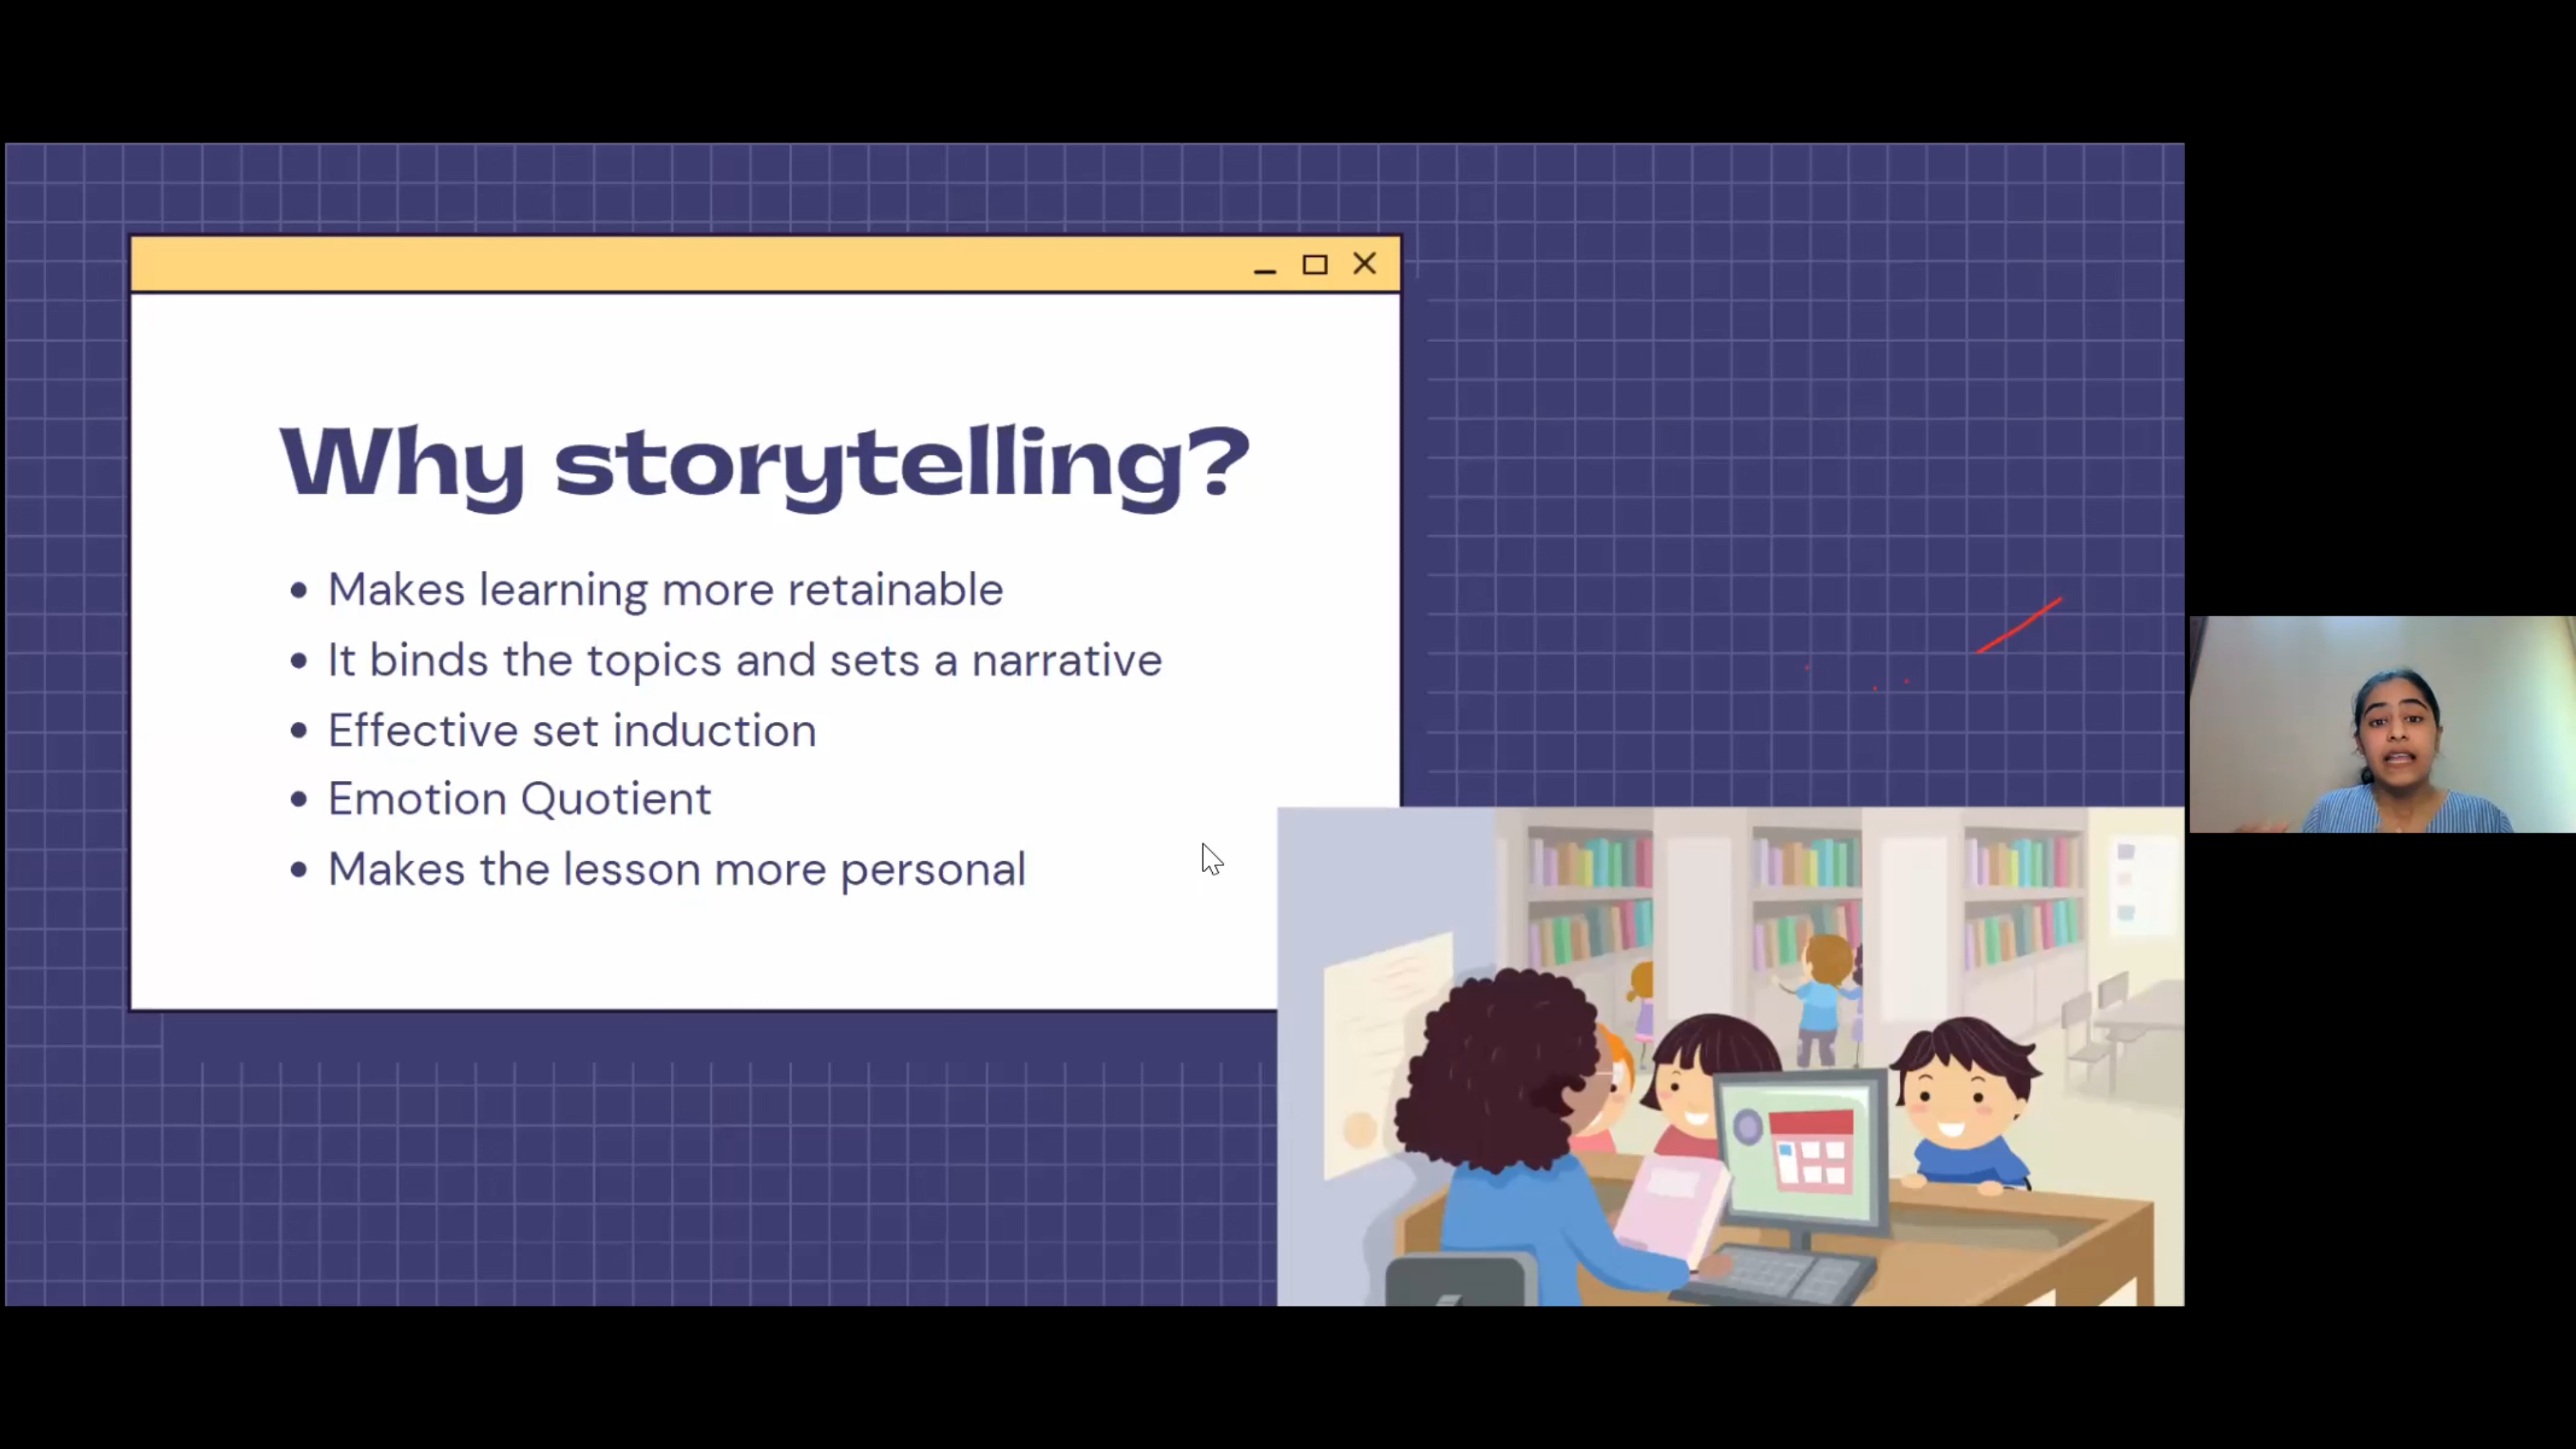 Why storytelling?
• Makes learning more retainable
• It binds the topics and sets a narrative
• Effective set induction
• Emotion Quotient
• Makes the lesson more personal